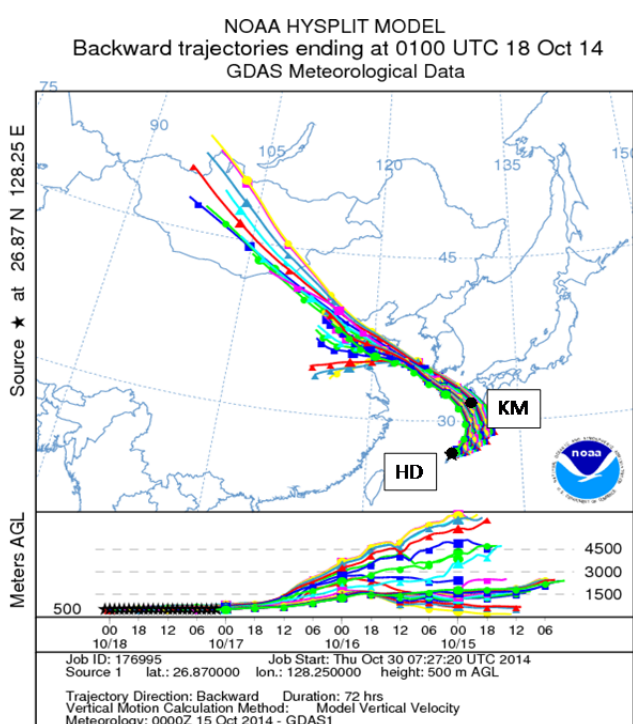 NOAA HYSPLIT MODEL
Backward trajectories ending at 0100 UTC 18 Oct 14
GDAS Meteorological Data
Source ★ at 26.87 N 128.25 E
75
90
105
120
135
150
45
30
KM
HD
noaa
Meters AGL
4500
3000
1500
500
00 18 12 06 00 18 12 06 00 18 12 06 00 18 12 06
10/18 10/17 10/16 10/15
Job ID: 176995 Job Start: Thu Oct 30 07:27:20 UTC 2014
Source 1 lat.: 26.870000 lon.: 128.250000 height: 500 m AGL
Trajectory Direction: Backward Duration: 72 hrs
Vertical Motion Calculation Method: Model Vertical Velocity
Meteorology: 0000Z 15 Oct 2014 - GDAS1